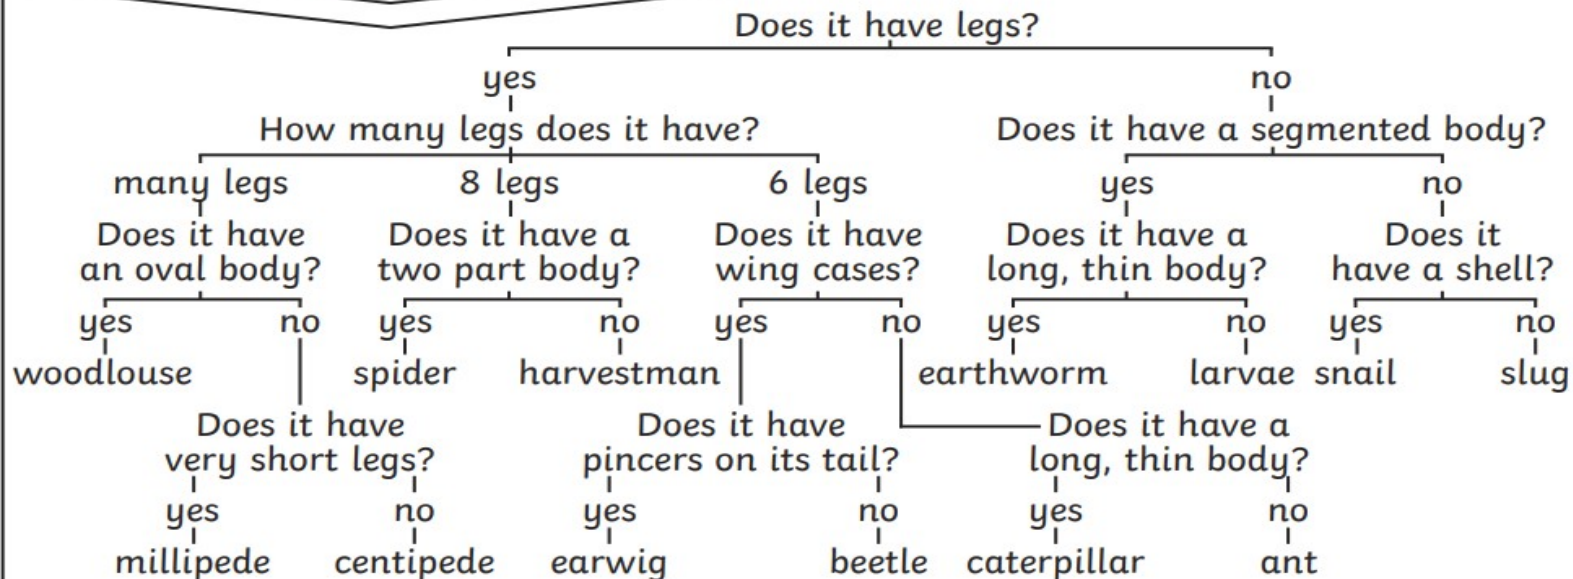 Does it have legs?
yes no
How many legs does it have? Does it have a segmented body?
many legs 8 legs 6 legs yes no
Does it have Does it have a Does it have Does it have a Does it
an oval body? two part body? wing cases? long, thin body? have a shell?
yes no yes no yes no yes no yes no
woodlouse spider harvestman earthworm larvae snail slug
Does it have Does it have Does it have a
very short legs? pincers on its tail? long, thin body?
yes no yes no yes no
millipede centipede earwig beetle caterpillar ant